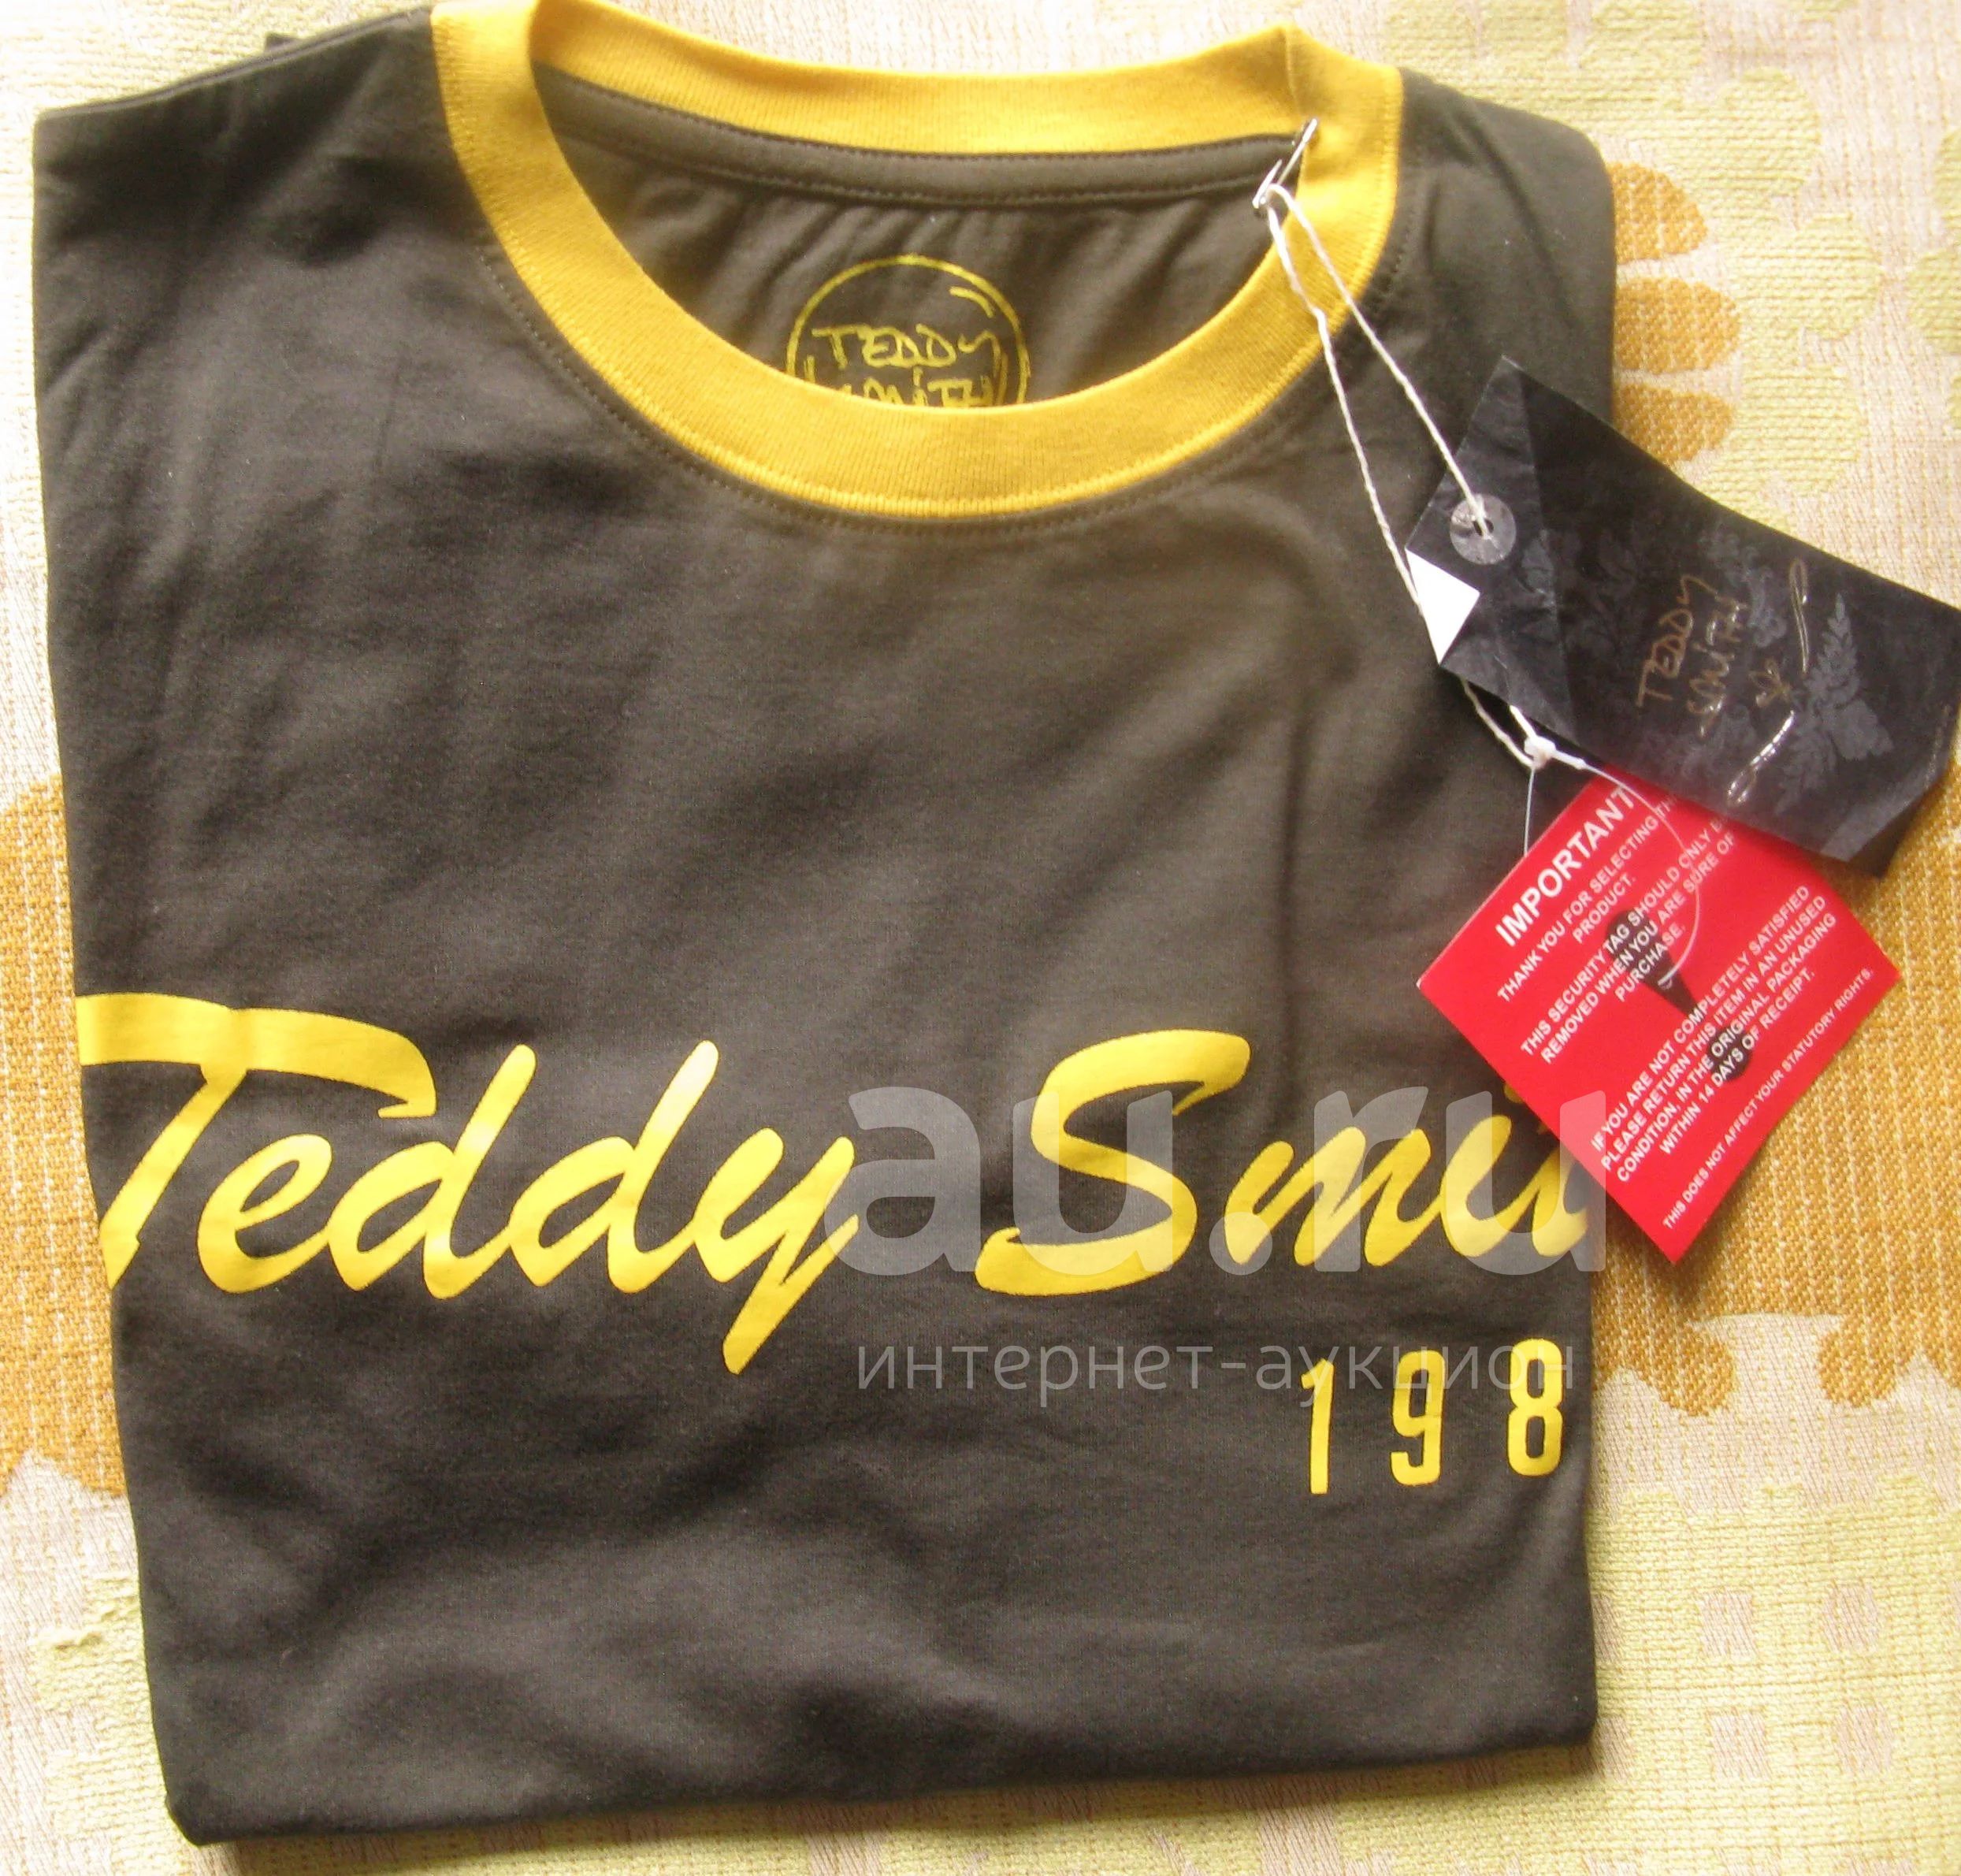 TEDDY
SMITH
TEDDY
SMITH
IMPORTANT
THANK YOU FOR SELECTING
PRODUCT.
THIS SECURITY TAG SHOULD ONLY
REMOVED WHEN YOU ARE SURE OF
PURCHASE.
IF YOU ARE NOT COMPLETELY SATISFIED
PLEASE RETURN THIS ITEM IN AN UNUSED
CONDITION, IN THE ORIGINAL PACKAGING
WITHIN 14 DAYS OF RECEIPT.
THIS DOES NOT AFFECT YOUR STATUTORY RIGHTS.
Teddy Smi
198
au.ru
интернет-аукцион